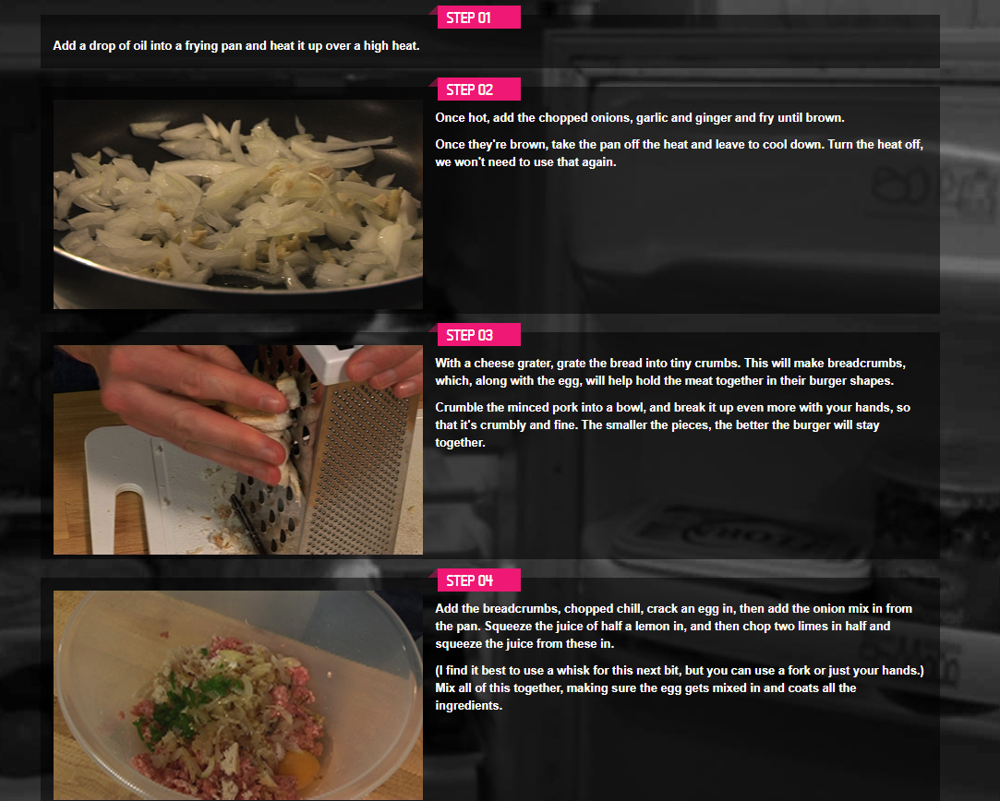 STEP 01
Add a drop of oil into a frying pan and heat it up over a high heat.
STEP 02
Once hot, add the chopped onions, garlic and ginger and fry until brown.
Once they're brown, take the pan off the heat and leave to cool down. Turn the heat off,
we won't need to use that again.
STEP 03
With a cheese grater, grate the bread into tiny crumbs. This will make breadcrumbs,
which, along with the egg, will help hold the meat together in their burger shapes.
Crumble the minced pork into a bowl, and break it up even more with your hands, so
that it's crumbly and fine. The smaller the pieces, the better the burger will stay
together.
STEP 04
Add the breadcrumbs, chopped chill, crack an egg in, then add the onion mix in from
the pan. Squeeze the juice of half a lemon in, and then chop two limes in half and
squeeze the juice from these in.
(I find it best to use a whisk for this next bit, but you can use a fork or just your hands.)
Mix all of this together, making sure the egg gets mixed in and coats all the
ingredients.